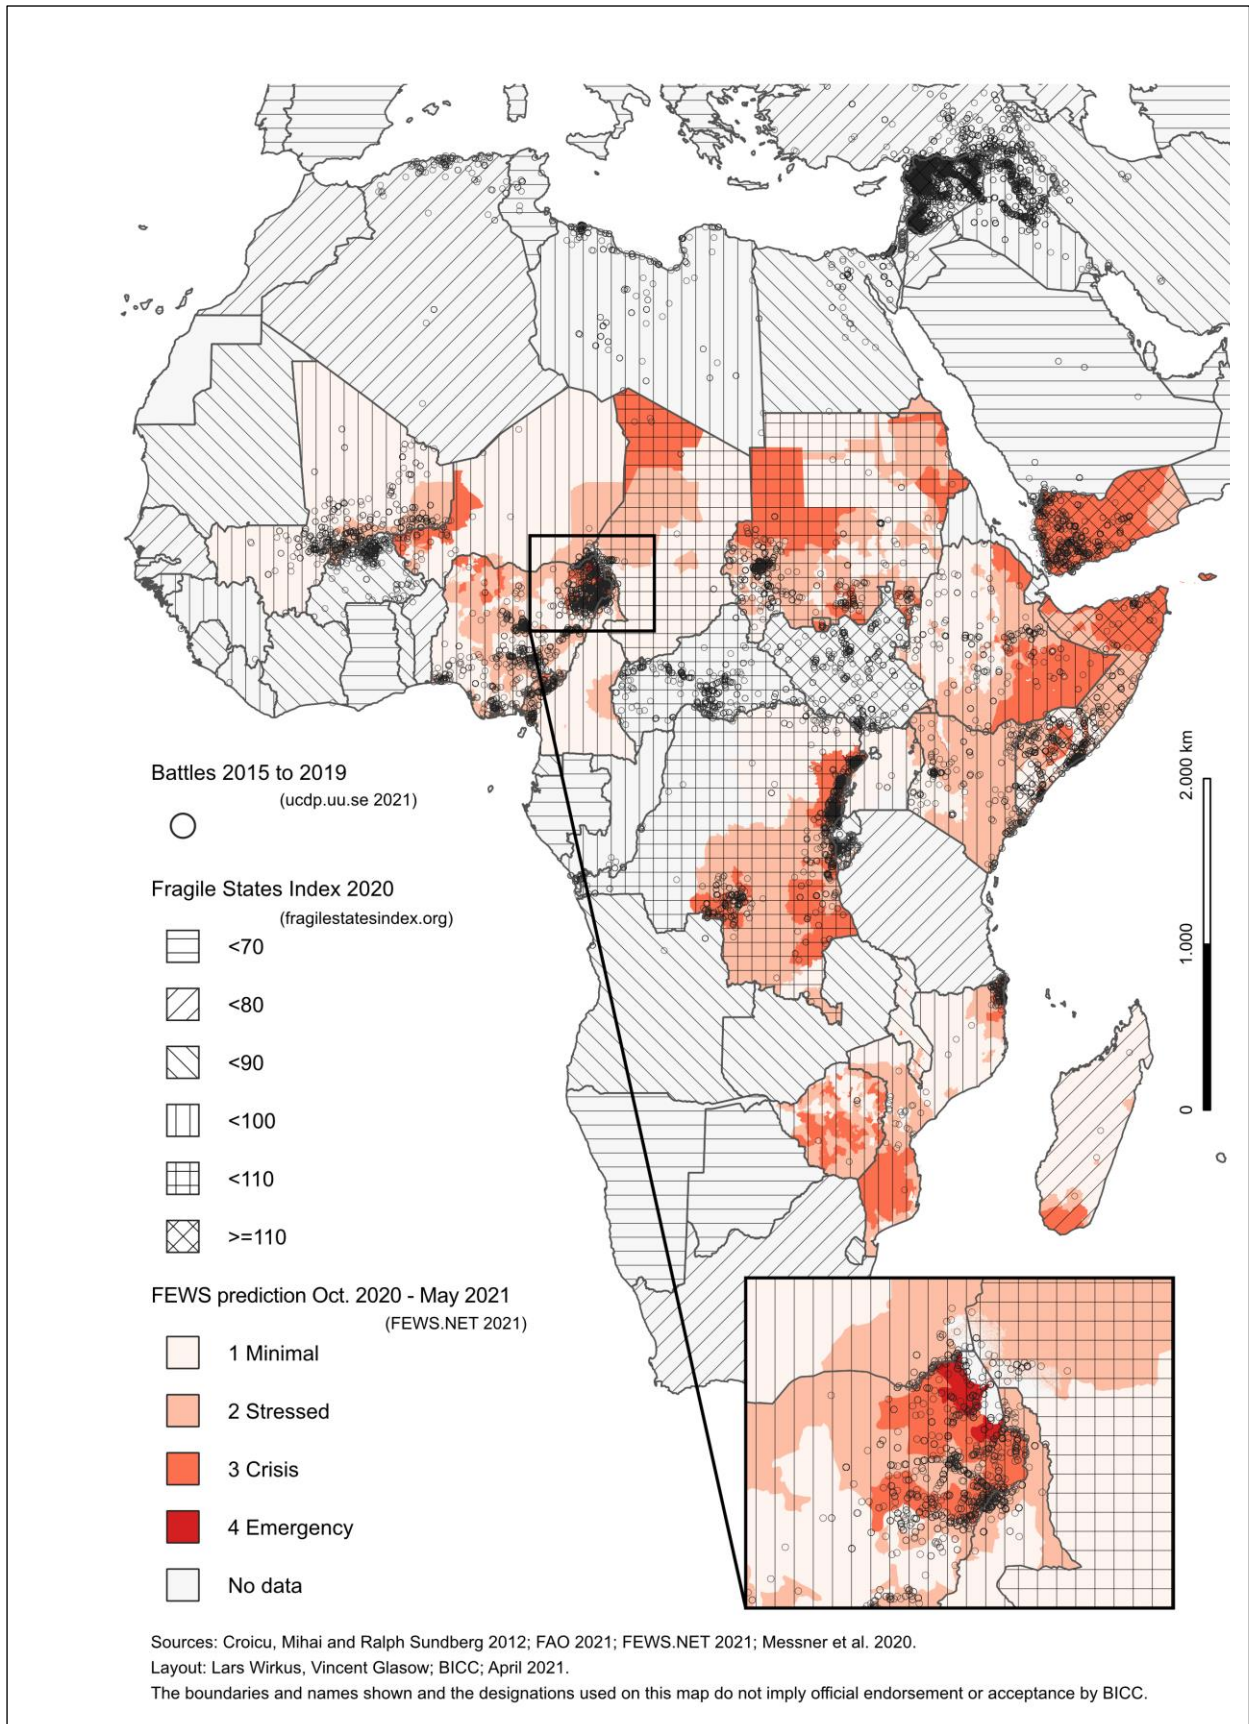 Battles 2015 to 2019
(ucdp.uu.se 2021)
Fragile States Index 2020
(fragilestatesindex.org)
<70
<80
<90
<100
<110
>=110
FEWS prediction Oct. 2020 - May 2021
(FEWS.NET 2021)
1 Minimal
2 Stressed
3 Crisis
4 Emergency
No data
0
1.000
2.000 km
Sources: Croicu, Mihai and Ralph Sundberg 2012; FAO 2021; FEWS.NET 2021; Messner et al. 2020.
Layout: Lars Wirkus, Vincent Glasow; BICC; April 2021.
The boundaries and names shown and the designations used on this map do not imply official endorsement or acceptance by BICC.